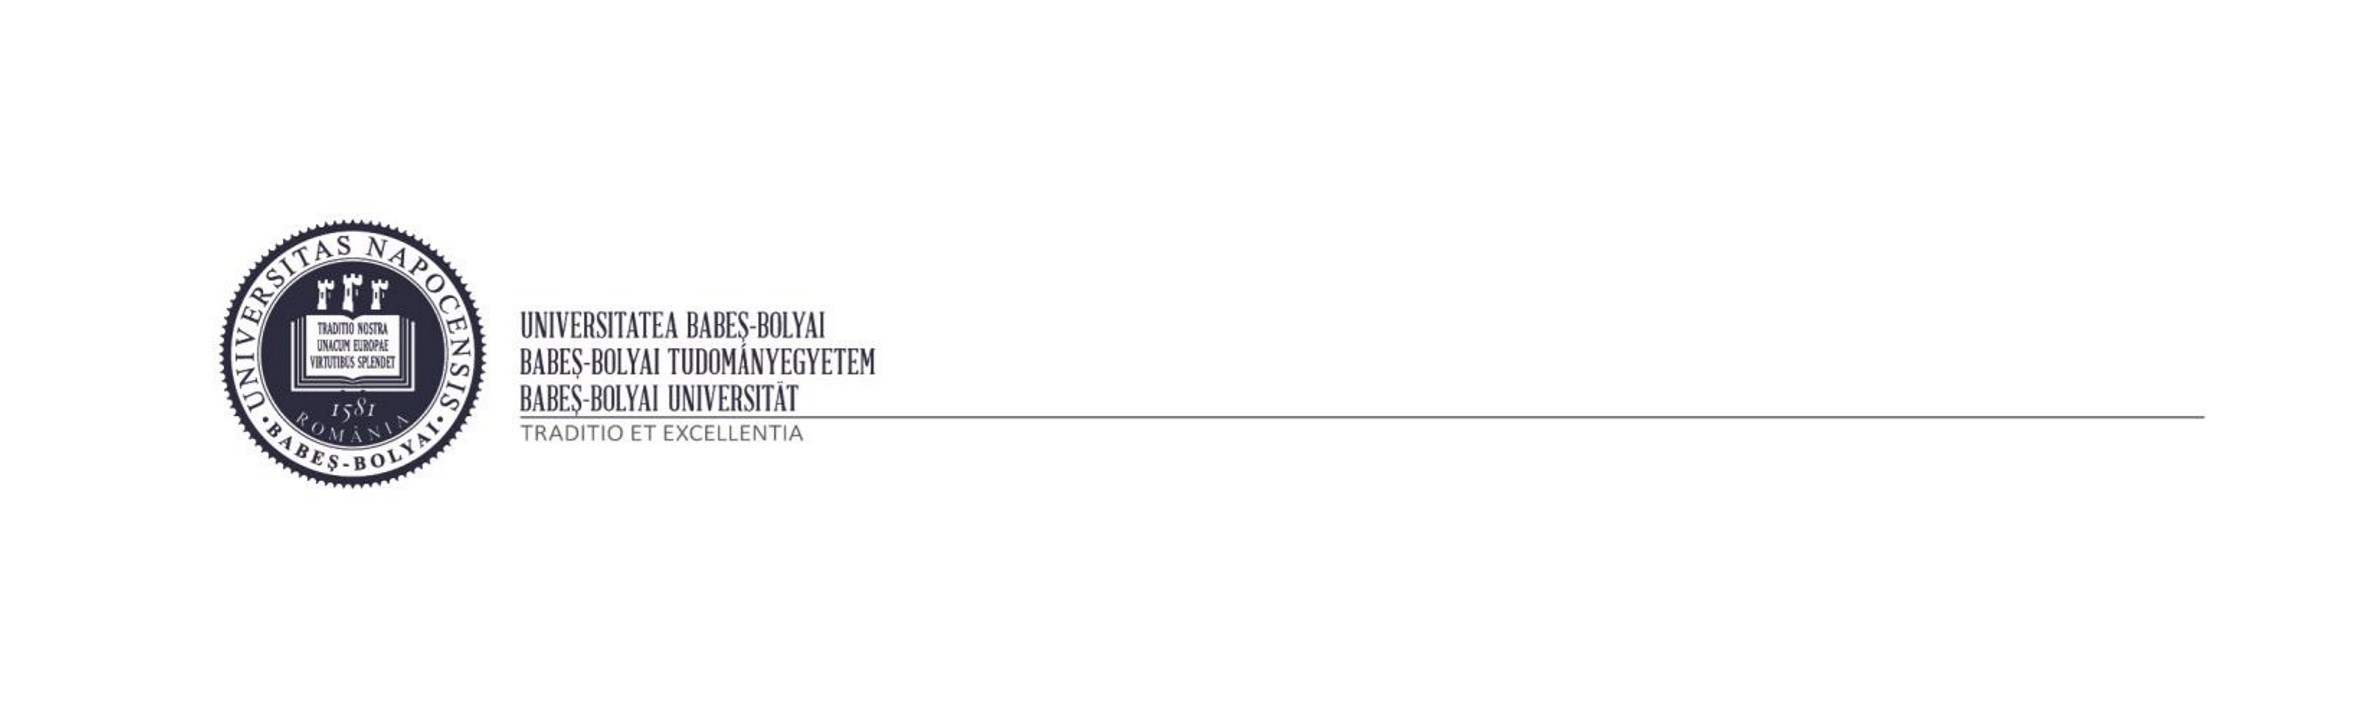 UNIVERSITAS NAPOCENSIS
TRADITIO NOSTRA
UNACUM EUROPAE
VIRTUTIBUS SPLENDET
1581
ROMÂNIA
·BABEŞ-BOLYAI·
UNIVERSITATEA BABEŞ-BOLYAI
BABEŞ-BOLYAI TUDOMÁNYEGYETEM
BABEŞ-BOLYAI UNIVERSITÄT
TRADITIO ET EXCELLENTIA